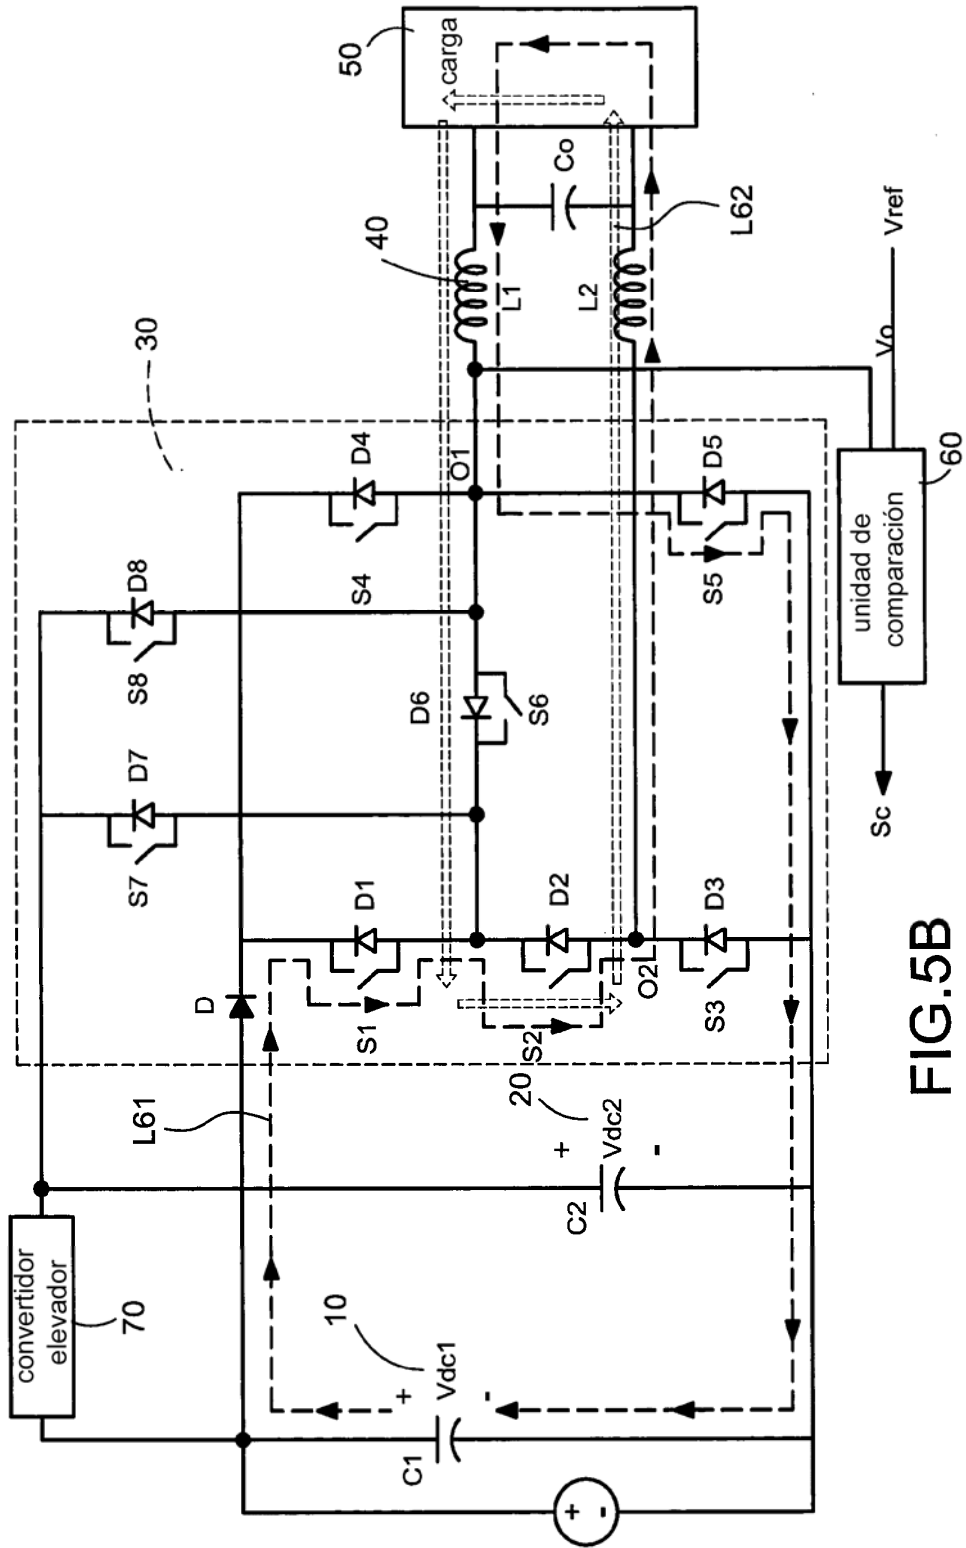 convertidor
elevador
70
30
S7
D7
S8
D8
L61
D
S1
D1
S4
D4
O1
D6
S6
40
L1
50
carga
Co
L2
L62
10
+
Vdc1
-
C1
20
+
Vdc2
-
C2
S2
D2
O2
S3
D3
S5
D5
+
-
Sc
unidad de
comparación
60
Vo
Vref
FIG.5B